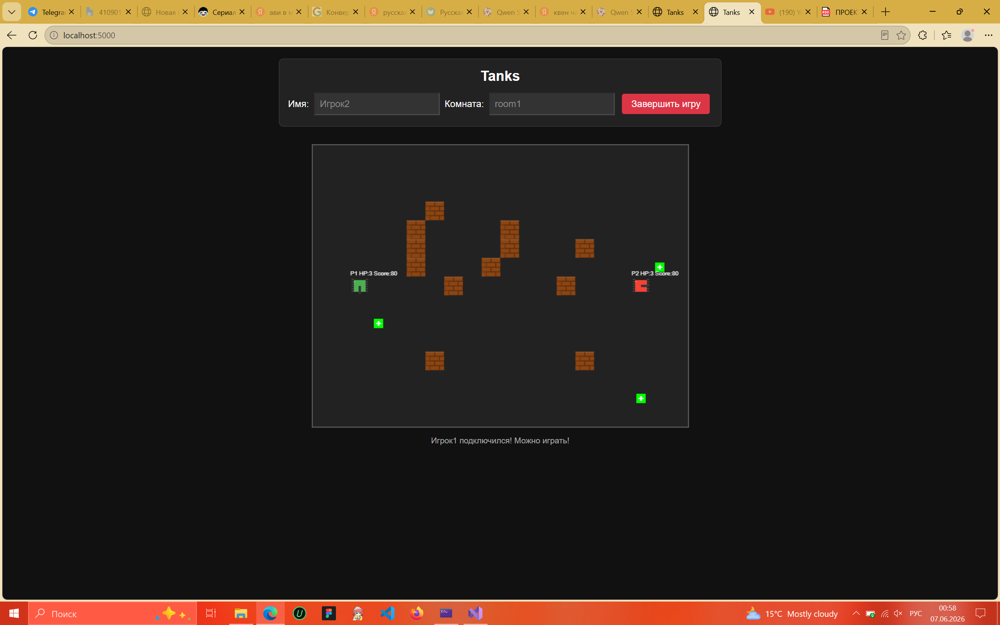 Telegra 410901 Новая Сериал ави в м Конвер русска Русска Qwen S квен ча Qwen S Tanks Tanks (190) Yo ПРОЕК
localhost:5000
Tanks
Имя: Игрок2 Комната: room1 Завершить игру
P1 HP:3 Score:80 P2 HP:3 Score:80
Игрок1 подключился! Можно играть!
Поиск 15°C Mostly cloudy РУС 00:58
07.06.2026